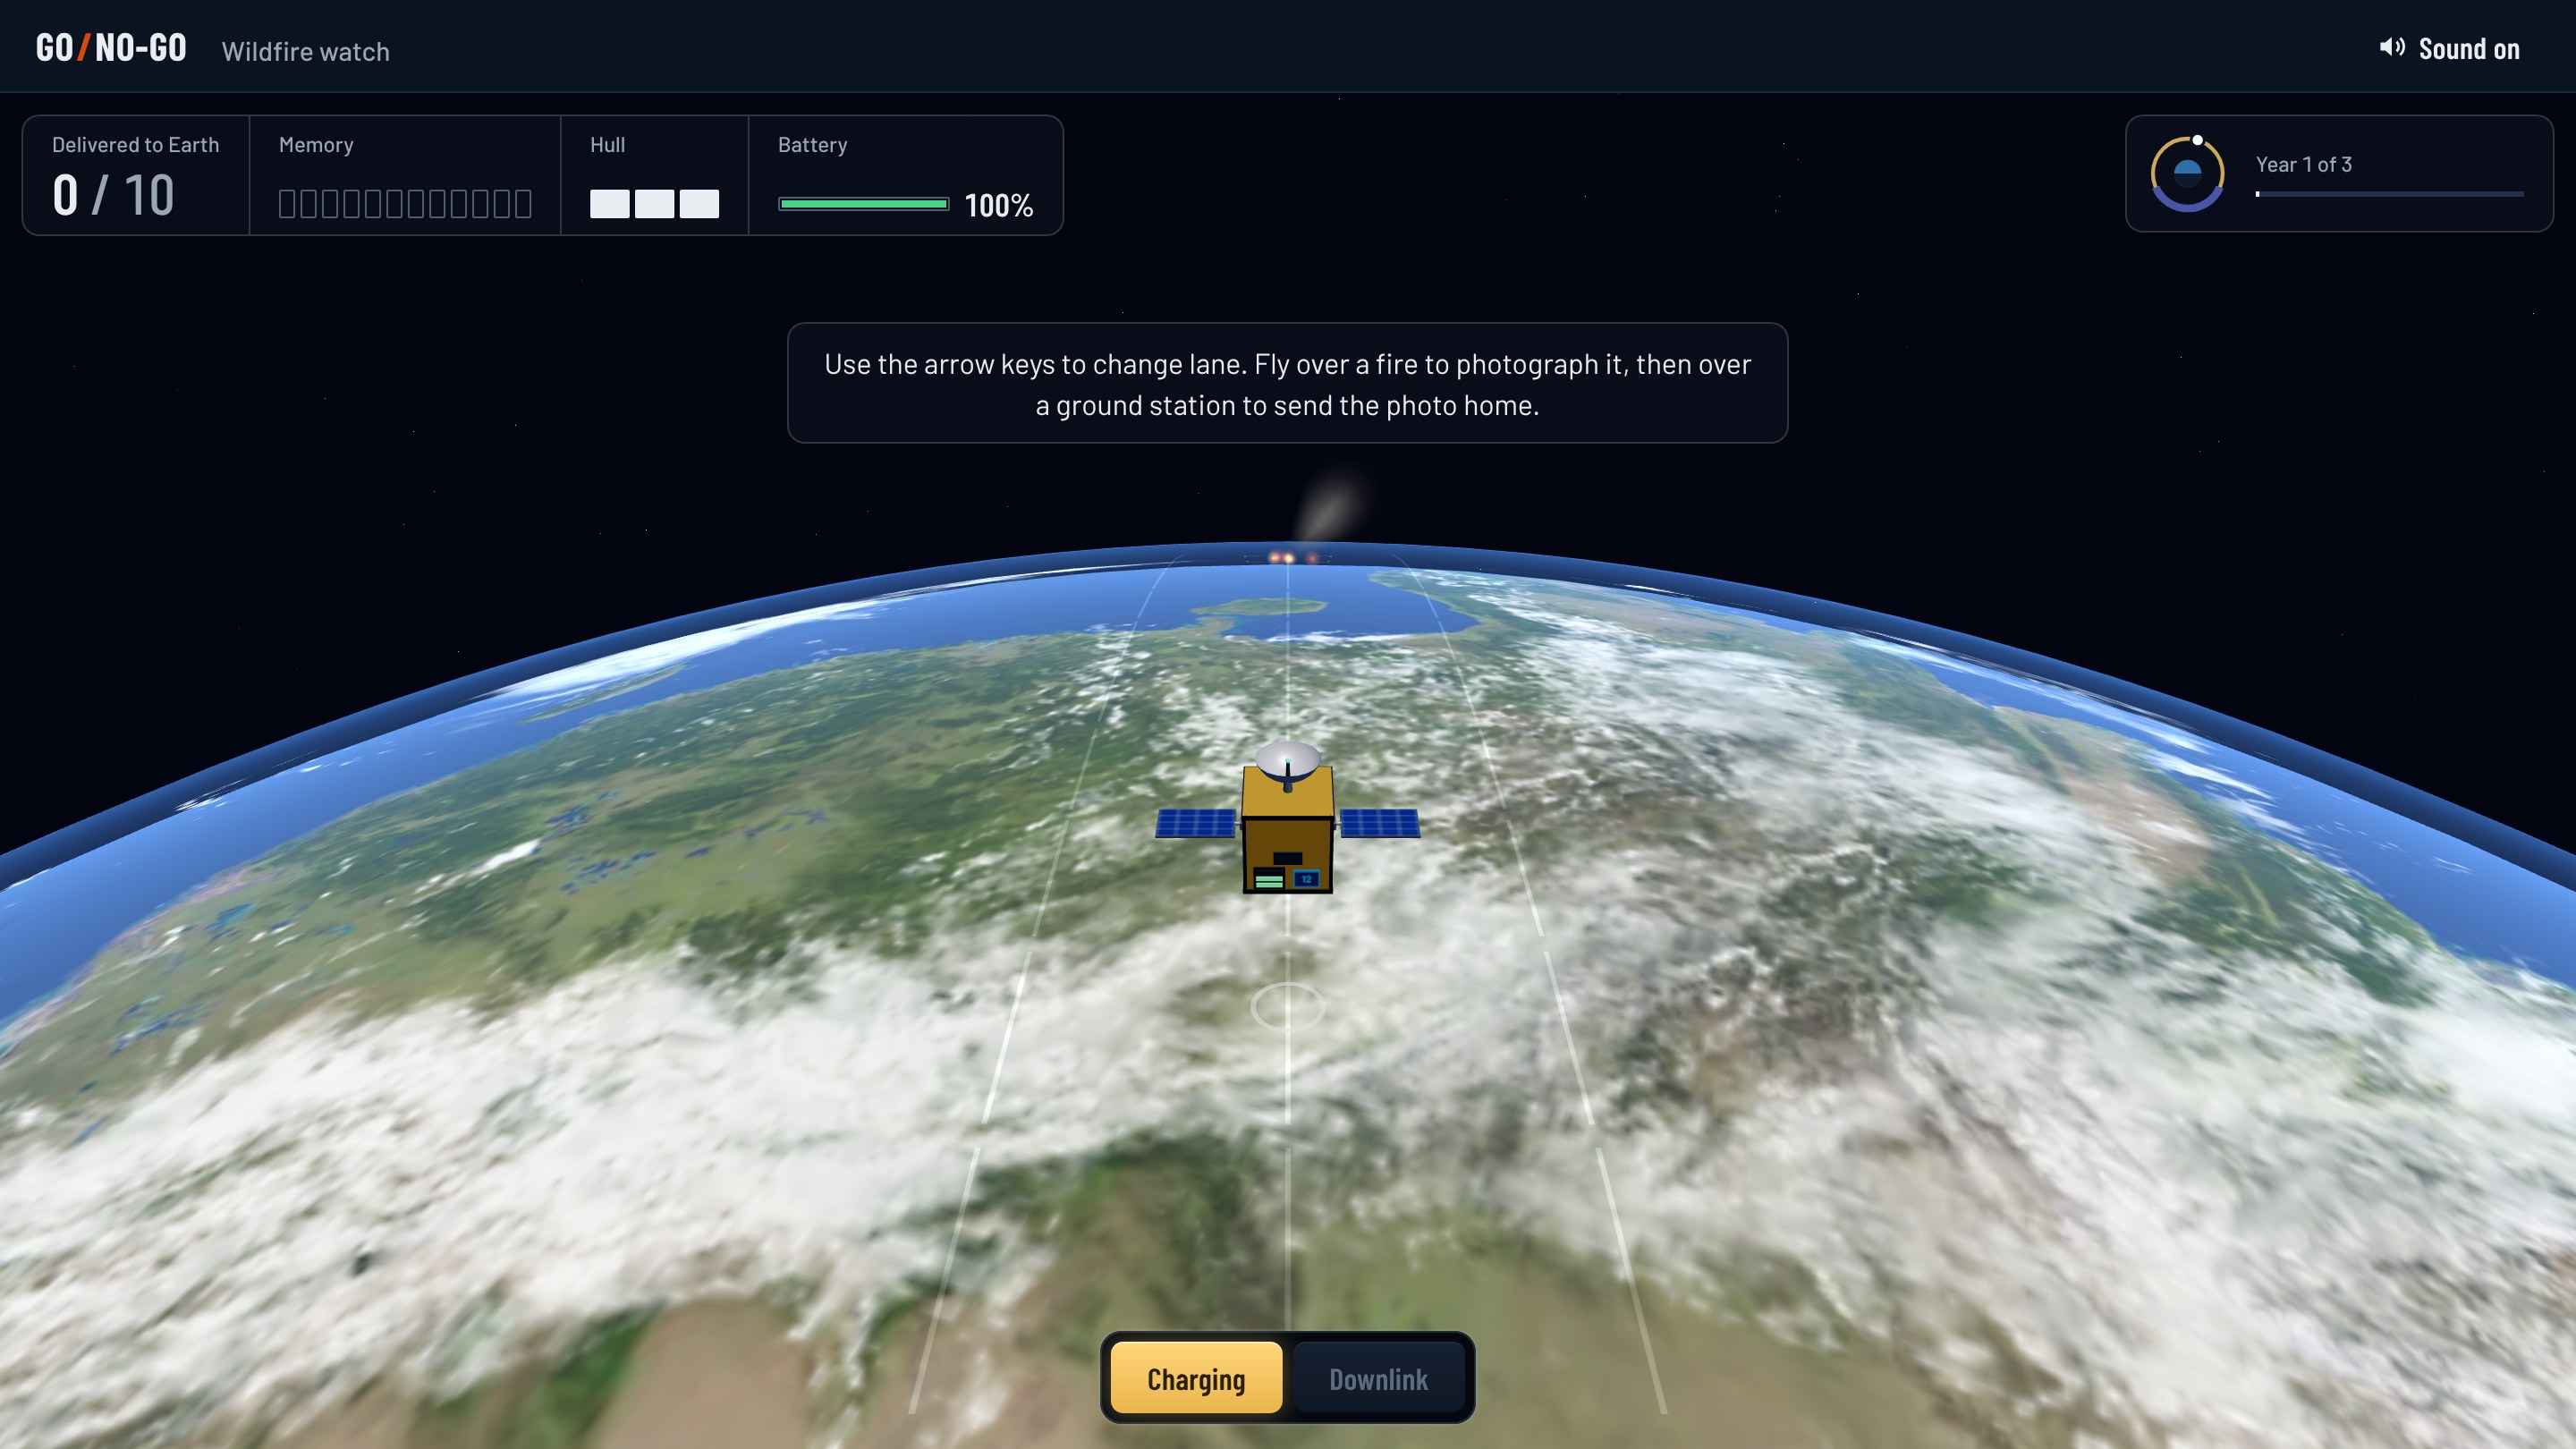 GO/NO-GO Wildfire watch
Sound on
Delivered to Earth
0 / 10
Memory
Hull
Battery
100%
Year 1 of 3
Use the arrow keys to change lane. Fly over a fire to photograph it, then over
a ground station to send the photo home.
12
Charging
Downlink